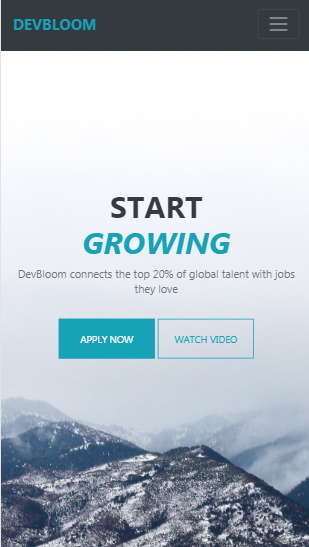 DEVBLOOM
START
GROWING
DevBloom connects the top 20% of global talent with jobs
they love
APPLY NOW
WATCH VIDEO